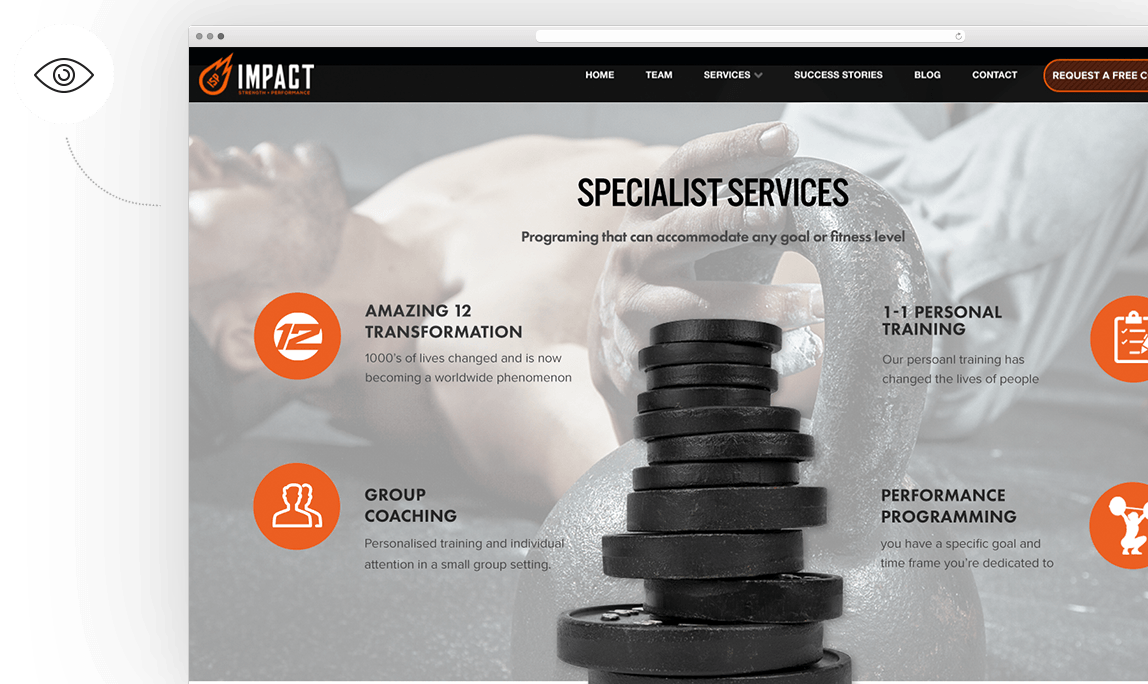 IMPACT
STRENGTH + PERFORMANCE
HOME TEAM SERVICES SUCCESS STORIES BLOG CONTACT REQUEST A FREE C
SPECIALIST SERVICES
Programing that can accommodate any goal or fitness level
12
AMAZING 12
TRANSFORMATION
1000's of lives changed and is now
becoming a worldwide phenomenon
1-1 PERSONAL
TRAINING
Our persoanl training has
changed the lives of people
GROUP
COACHING
Personalised training and individual
attention in a small group setting.
PERFORMANCE
PROGRAMMING
you have a specific goal and
time frame you're dedicated to